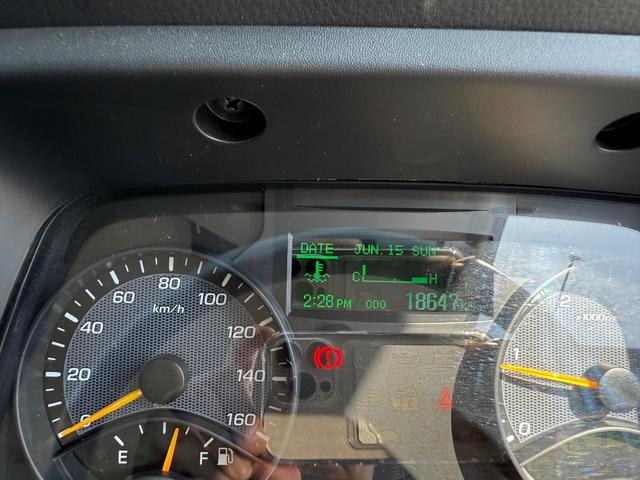 DATE JUN.15 SUN
C H
2:28 PM ODO 18647 km
60 80 100
40 km/h 120
20 140
0 160
E F
2
x1000r/min
1
0